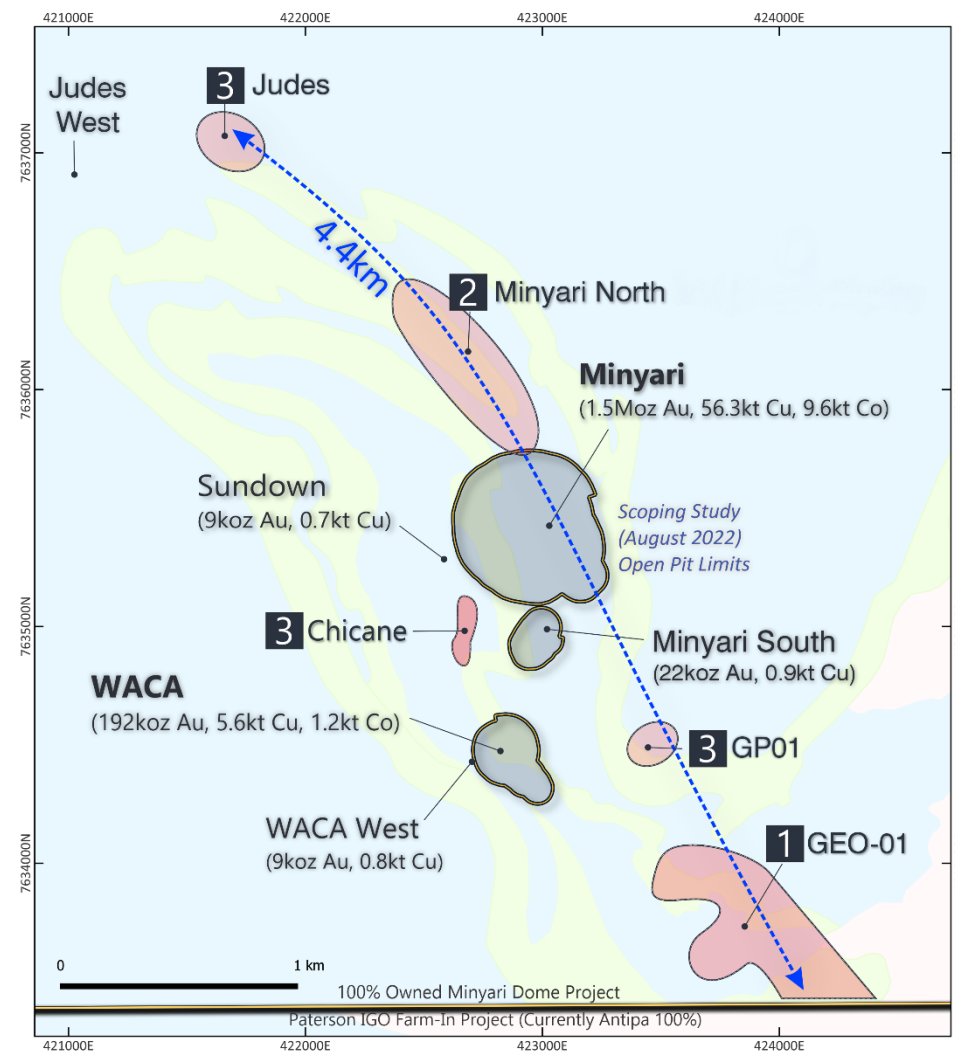 421000E
422000E
423000E
424000E
3 Judes
Judes
West
7637000N
4.4km
2 Minyari North
Minyari
(1.5Moz Au, 56.3kt Cu, 9.6kt Co)
7636000N
Sundown
(9koz Au, 0.7kt Cu)
Scoping Study
(August 2022)
Open Pit Limits
3 Chicane
7635000N
Minyari South
(22koz Au, 0.9kt Cu)
WACA
(192koz Au, 5.6kt Cu, 1.2kt Co)
3 GP01
WACA West
(9koz Au, 0.8kt Cu)
1 GEO-01
7634000N
0
1 km
100% Owned Minyari Dome Project
Paterson IGO Farm-In Project (Currently Antipa 100%)
421000E
422000E
423000E
424000E